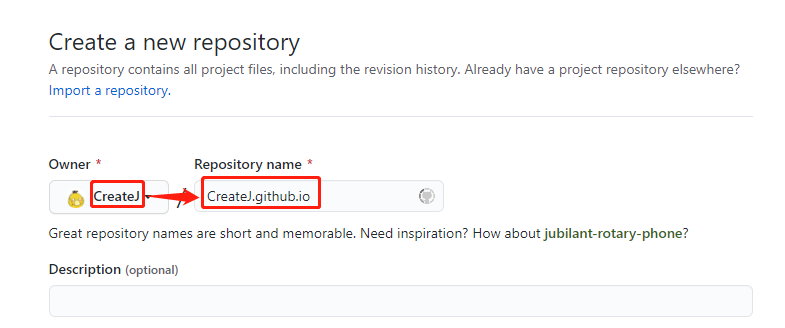 Create a new repository
A repository contains all project files, including the revision history. Already have a project repository elsewhere?
Import a repository.
Owner * Repository name *
CreateJ / CreateJ.github.io
Great repository names are short and memorable. Need inspiration? How about jubilant-rotary-phone?
Description (optional)